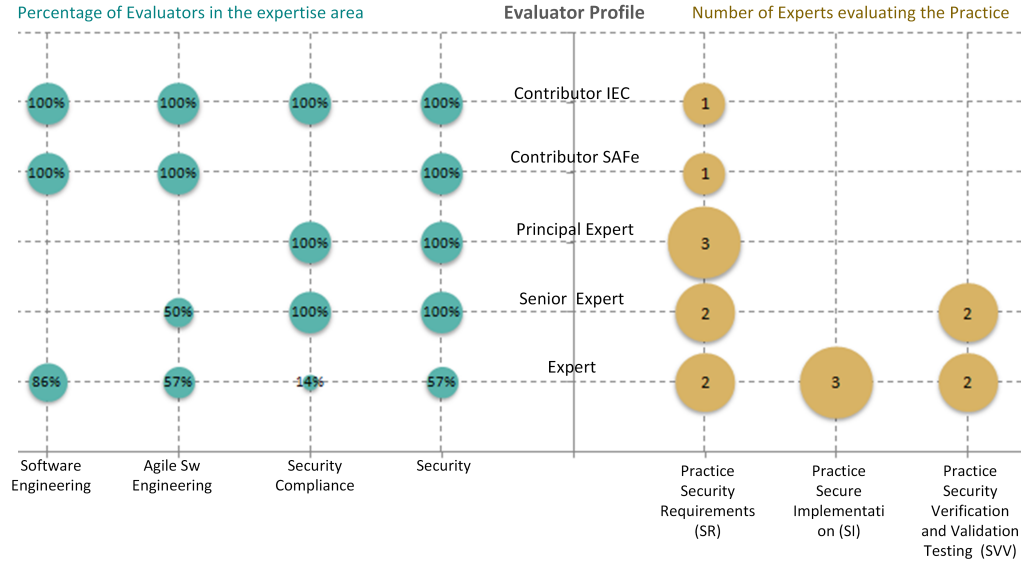 Percentage of Evaluators in the expertise area
Evaluator Profile
Number of Experts evaluating the Practice
100% 100% 100% 100% Contributor IEC 1
100% 100% 100% Contributor SAFe 1
100% 100% Principal Expert 3
50% 100% 100% Senior Expert 2 2
86% 57% 14% 57% Expert 2 3 2
Software
Engineering
Agile Sw
Engineering
Security
Compliance
Security
Practice
Security
Requirements
(SR)
Practice
Secure
Implementati
on (SI)
Practice
Security
Verification
and Validation
Testing (SVV)